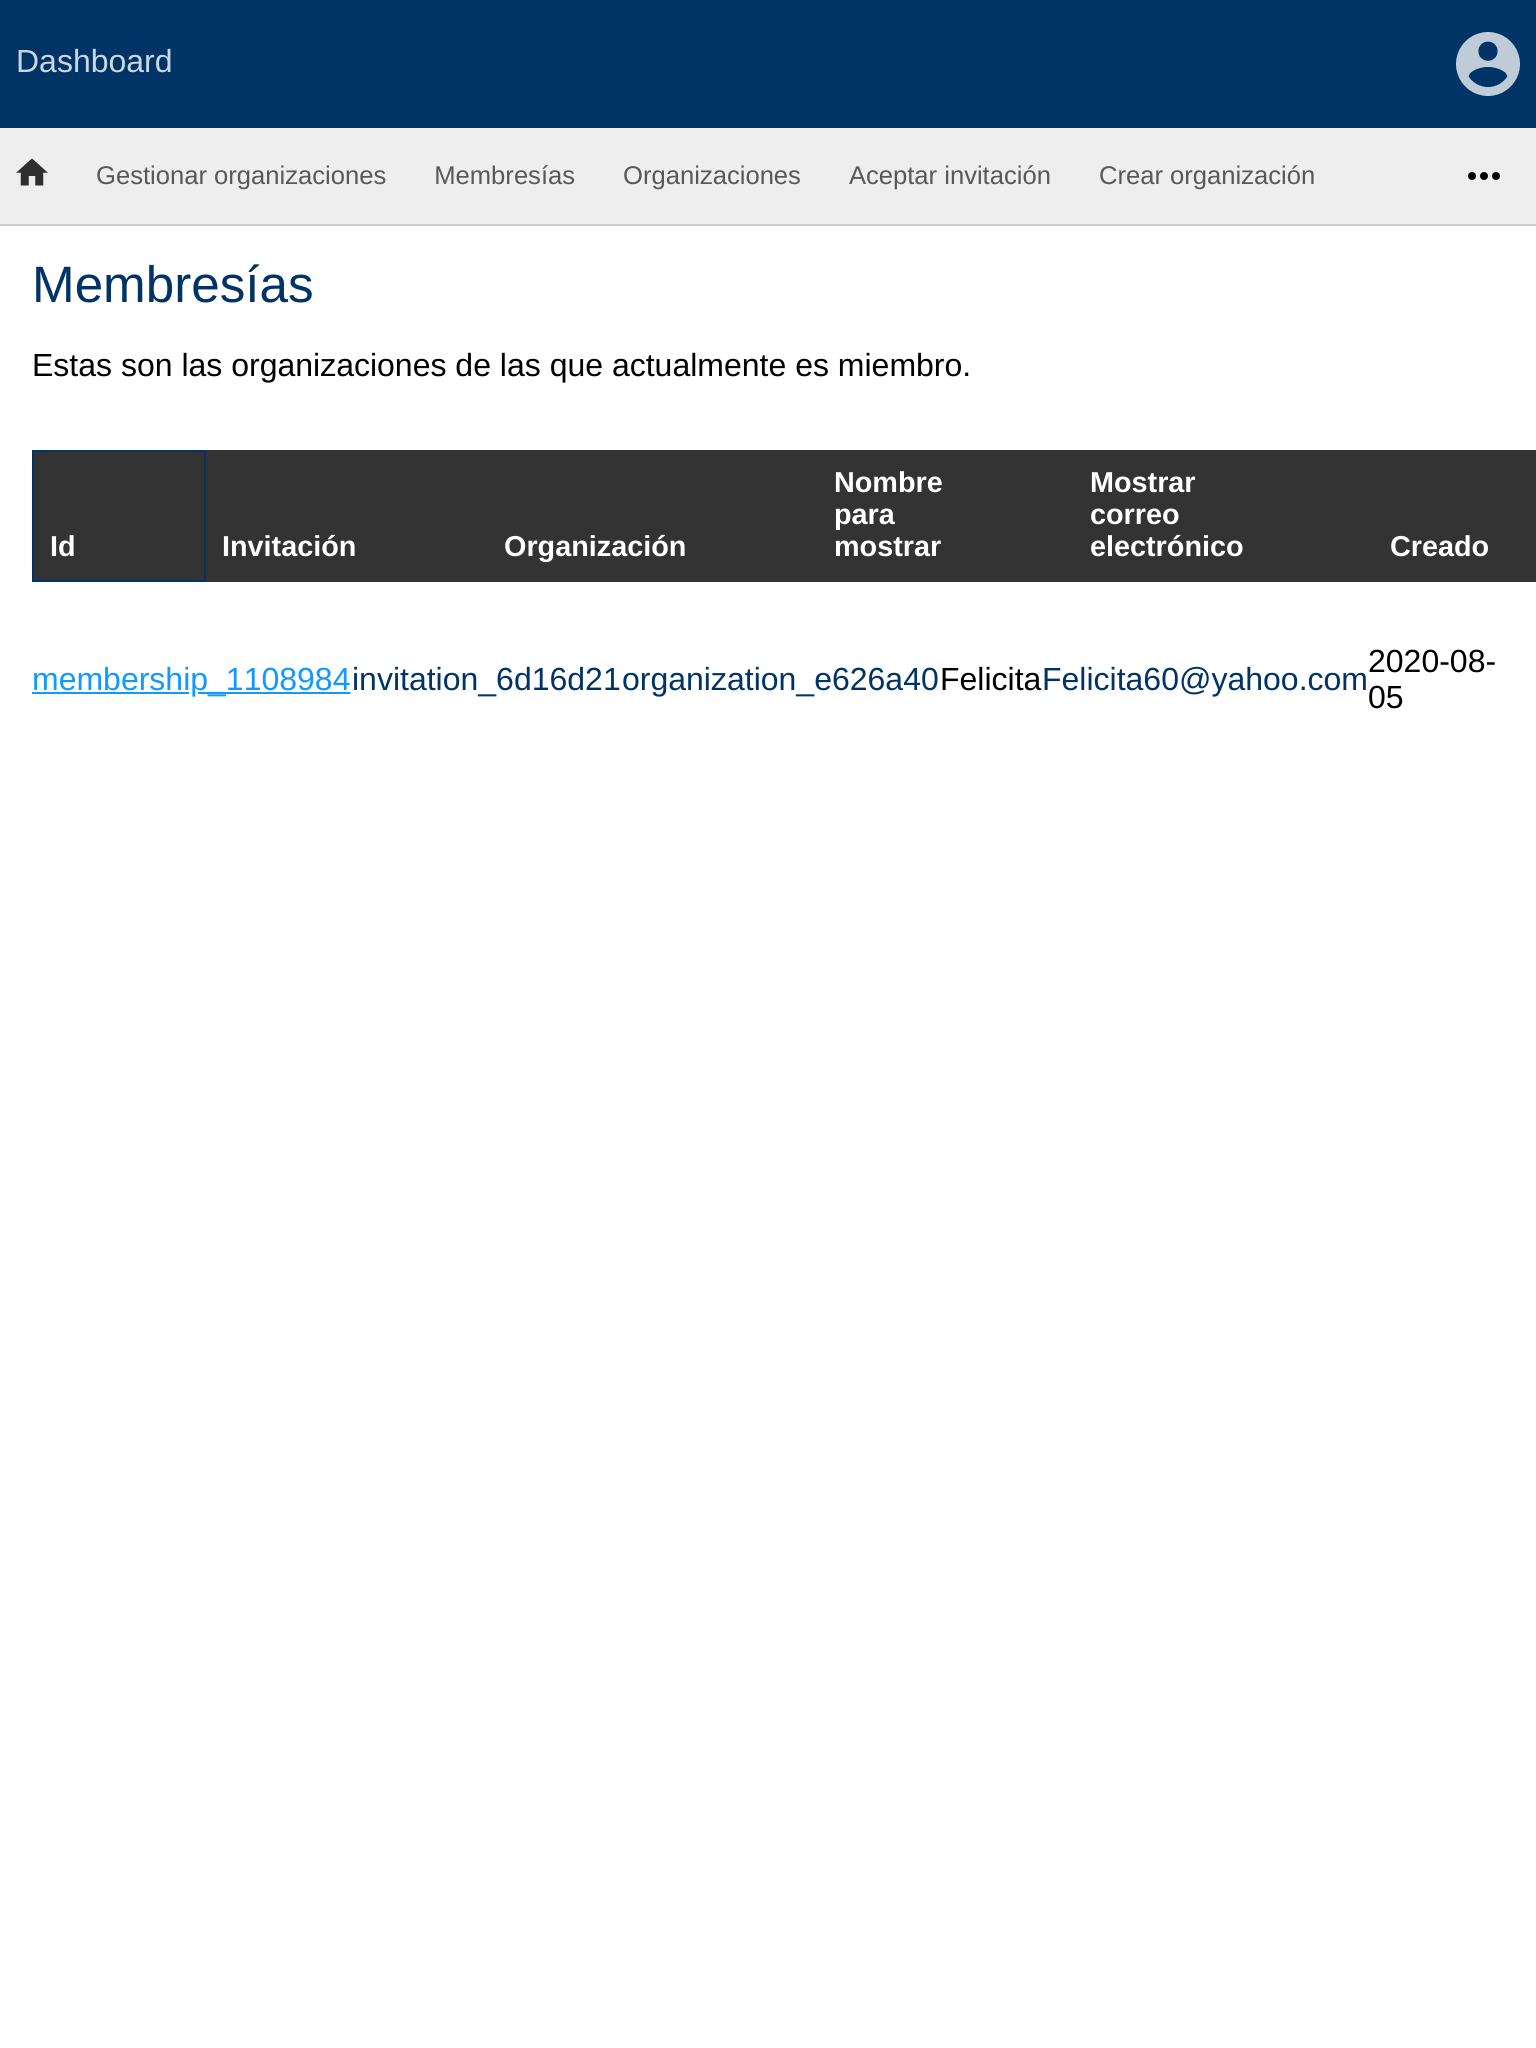 Dashboard
Gestionar organizaciones Membresías Organizaciones Aceptar invitación Crear organización
Membresías
Estas son las organizaciones de las que actualmente es miembro.
Id Invitación Organización Nombre para mostrar Mostrar correo electrónico Creado
membership_1108984 invitation_6d16d21 organization_e626a40 Felicita Felicita60@yahoo.com 2020-08-05